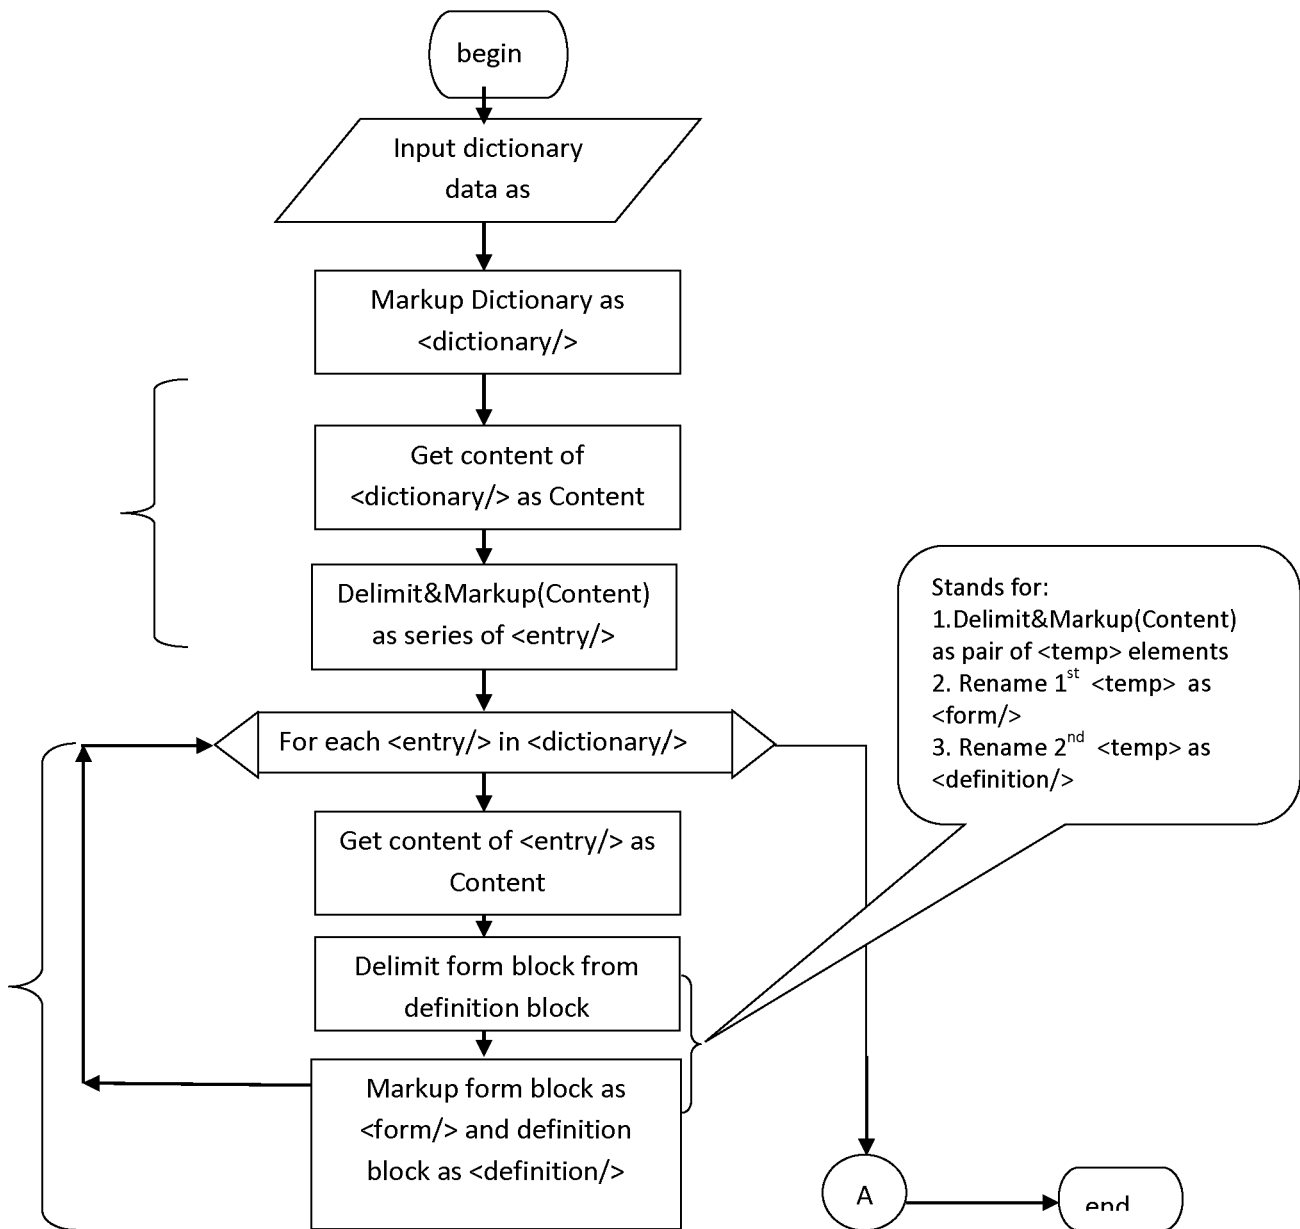 begin
Input dictionary
data as
Markup Dictionary as
<dictionary/>
Get content of
<dictionary/> as Content
Delimit&Markup(Content)
as series of <entry/>
For each <entry/> in <dictionary/>
Get content of <entry/> as
Content
Delimit form block from
definition block
Markup form block as
<form/> and definition
block as <definition/>
Stands for:
1.Delimit&Markup(Content)
as pair of <temp> elements
2. Rename 1st <temp> as
<form/>
3. Rename 2nd <temp> as
<definition/>
A
end